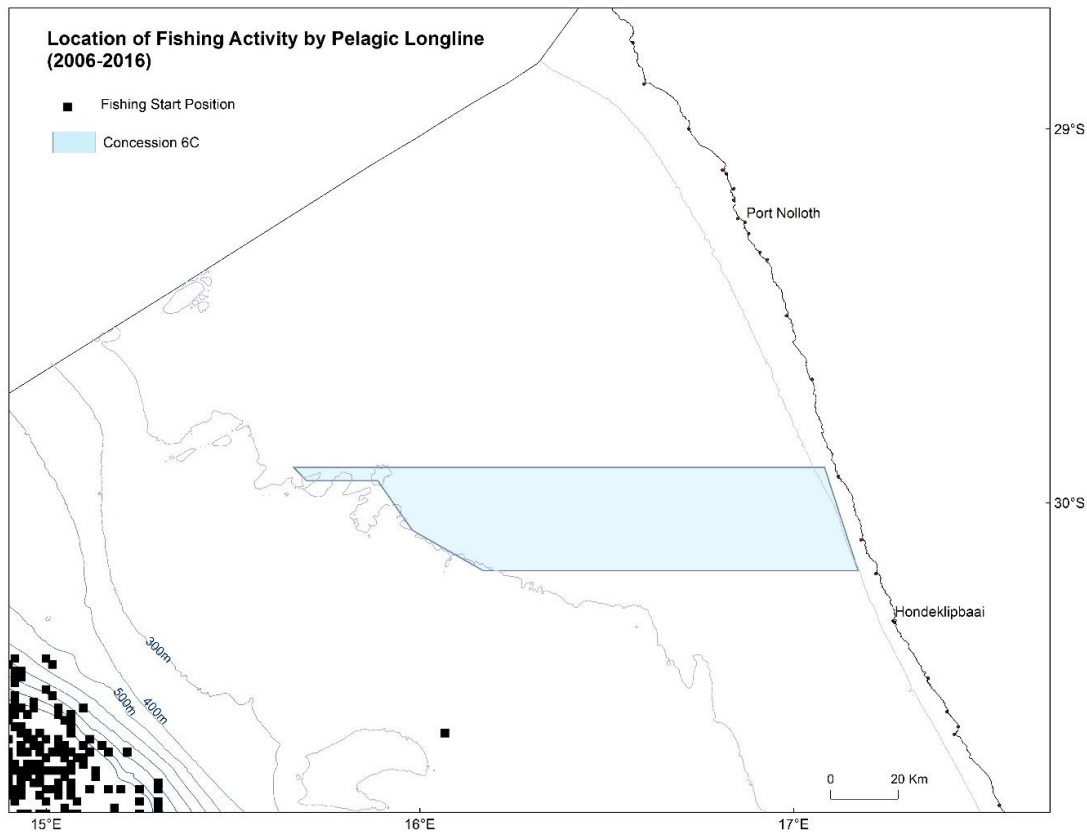 Location of Fishing Activity by Pelagic Longline
(2006-2016)
Fishing Start Position
Concession 6C
29°S
Port Nolloth
30°S
Hondeklipbaai
300m
400m
500m
0 20 Km
15°E 16°E 17°E